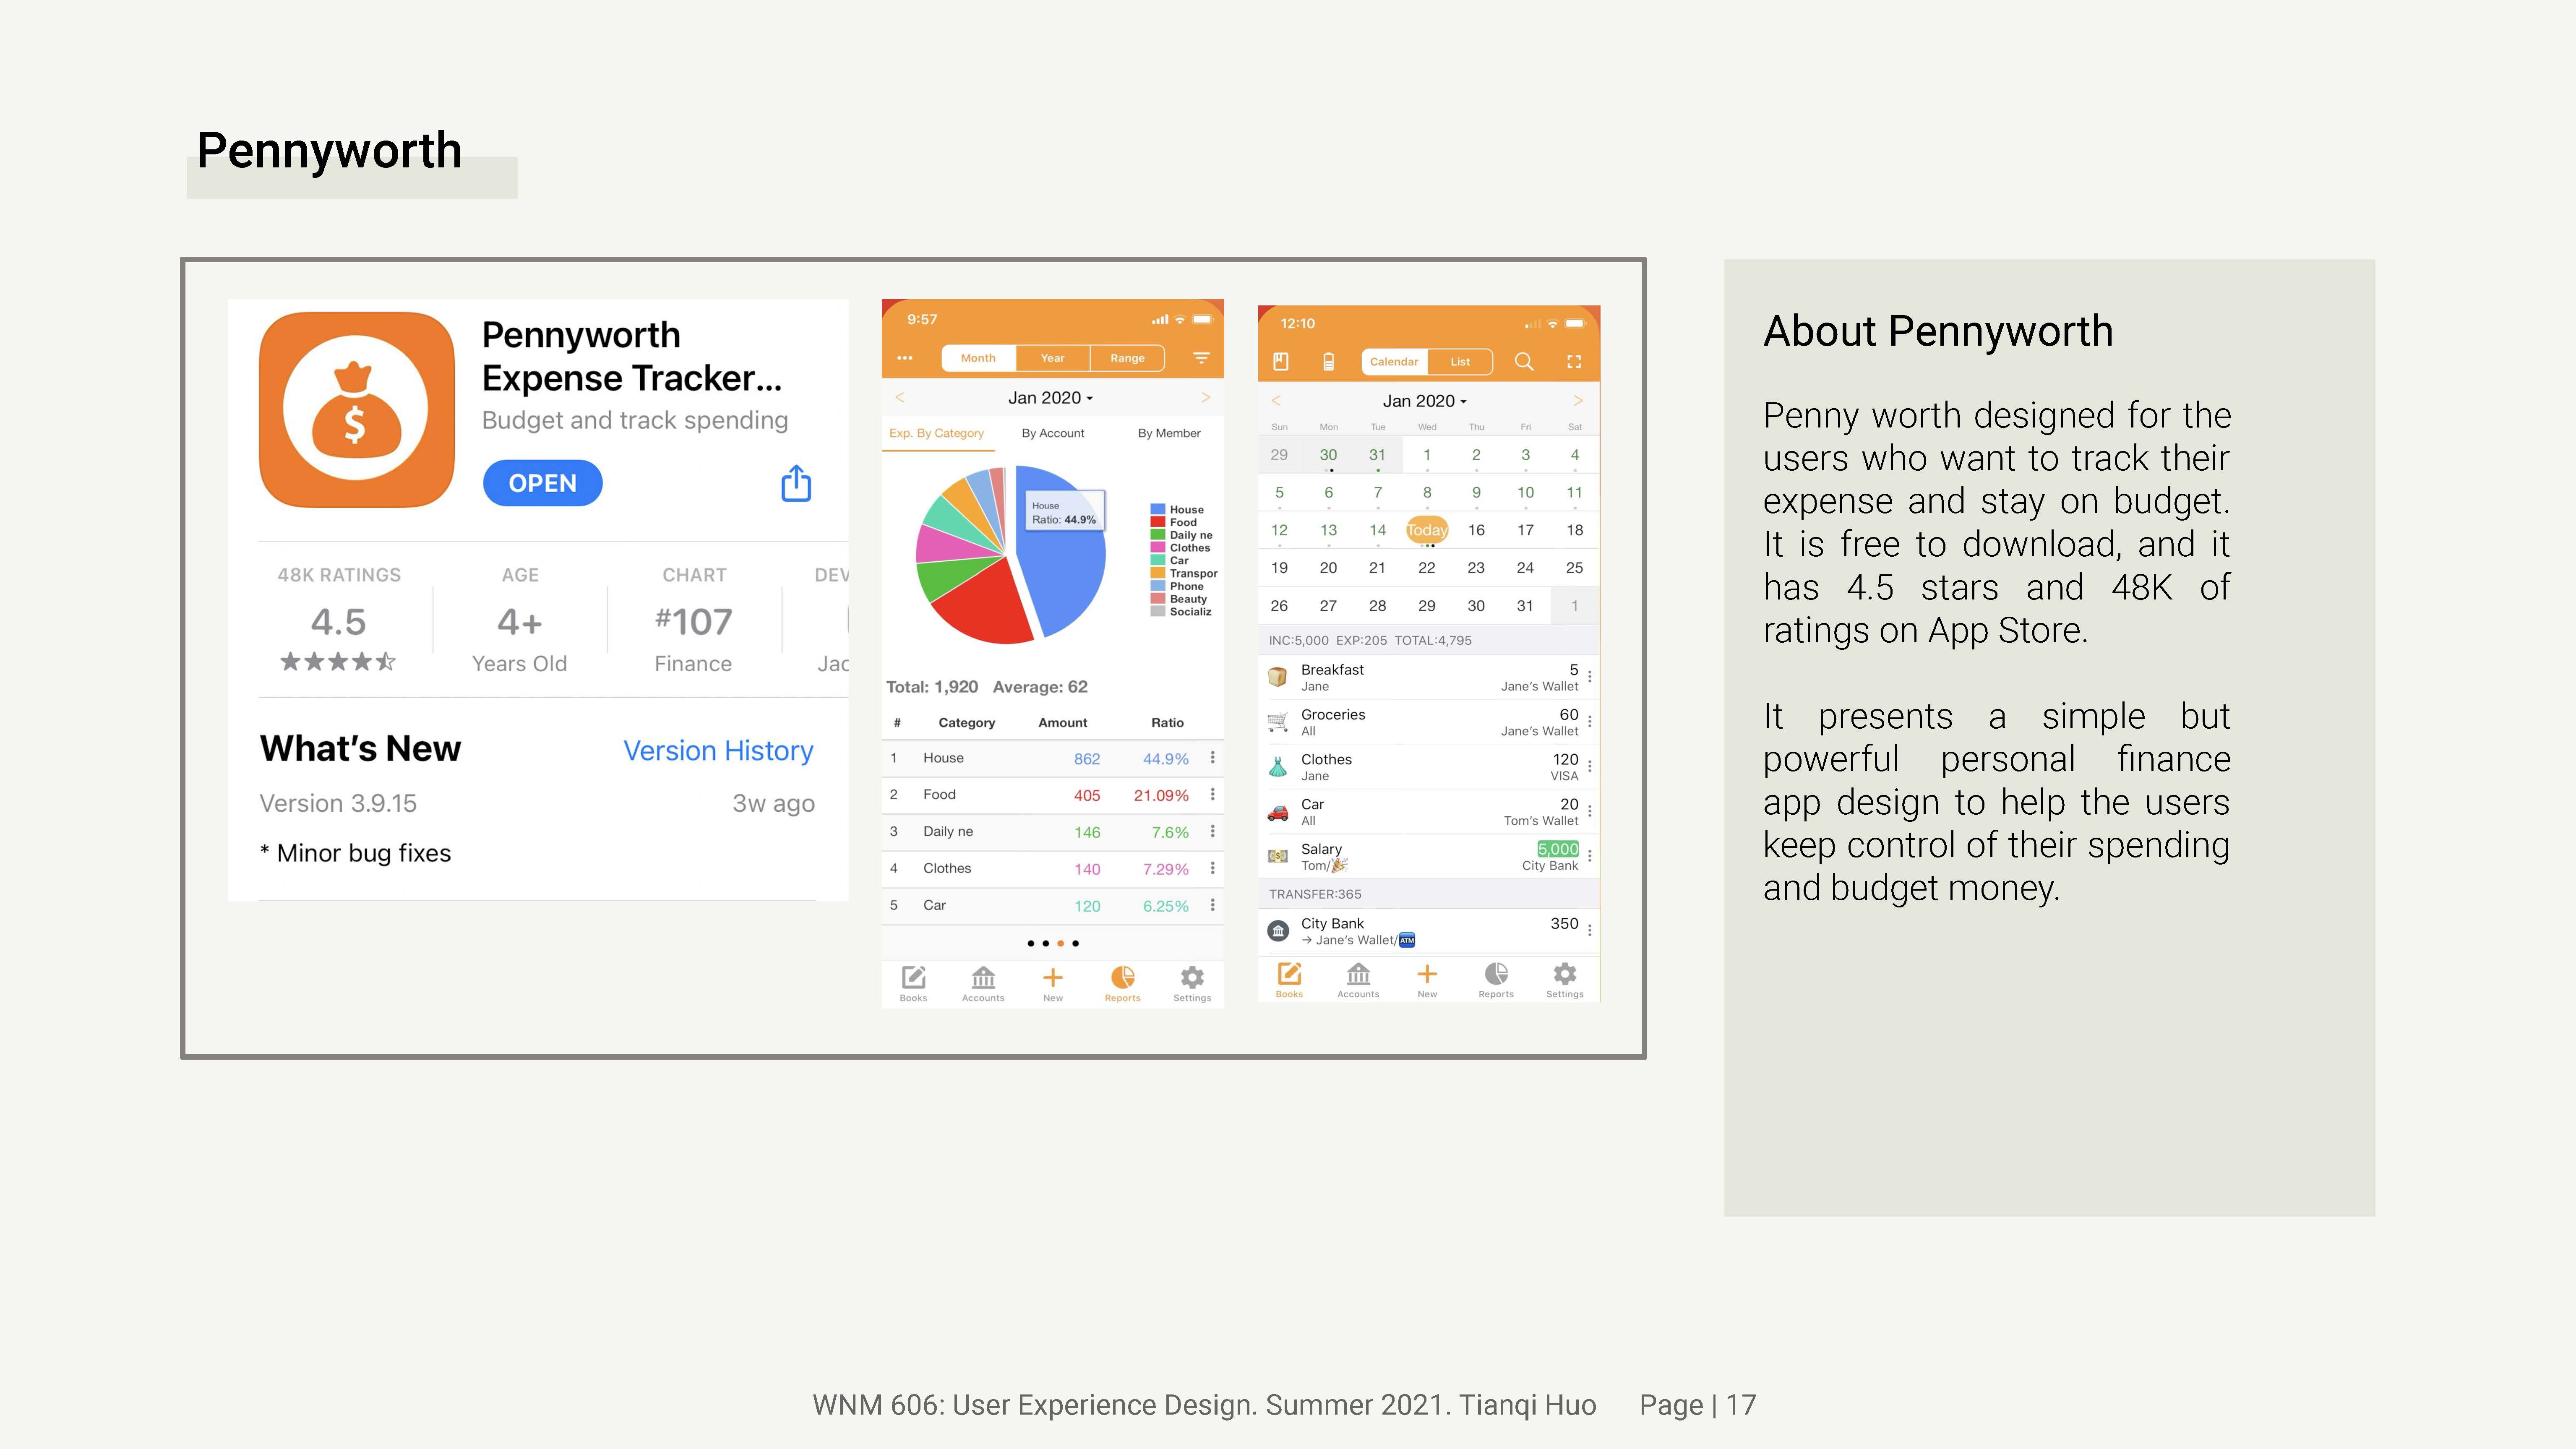 Pennyworth
Pennyworth
Expense Tracker...
Budget and track spending
OPEN
48K RATINGS AGE CHART DEV
4.5 4+ #107
Years Old Finance Jac
What's New Version History
Version 3.9.15 3w ago
* Minor bug fixes
9:57
Month Year Range
< Jan 2020 >
Exp. By Category By Account By Member
House
Ratio: 44.9%
House
Food
Daily ne
Clothes
Car
Transpor
Phone
Beauty
Socializ
Total: 1,920 Average: 62
# Category Amount Ratio
1 House 862 44.9%
2 Food 405 21.09%
3 Daily ne 146 7.6%
4 Clothes 140 7.29%
5 Car 120 6.25%
Books Accounts New Reports Settings
12:10
Calendar List
< Jan 2020 >
Sun Mon Tue Wed Thu Fri Sat
29 30 31 1 2 3 4
5 6 7 8 9 10 11
12 13 14 Today 16 17 18
19 20 21 22 23 24 25
26 27 28 29 30 31 1
INC:5,000 EXP:205 TOTAL:4,795
Breakfast 5
Jane Jane's Wallet
Groceries 60
All Jane's Wallet
Clothes 120
Jane VISA
Car 20
All Tom's Wallet
Salary 5,000
Tom/🎉 City Bank
TRANSFER:365
City Bank 350
→ Jane's Wallet/ATM
Books Accounts New Reports Settings
About Pennyworth
Penny worth designed for the
users who want to track their
expense and stay on budget.
It is free to download, and it
has 4.5 stars and 48K of
ratings on App Store.
It presents a simple but
powerful personal finance
app design to help the users
keep control of their spending
and budget money.
WNM 606: User Experience Design. Summer 2021. Tianqi Huo Page | 17